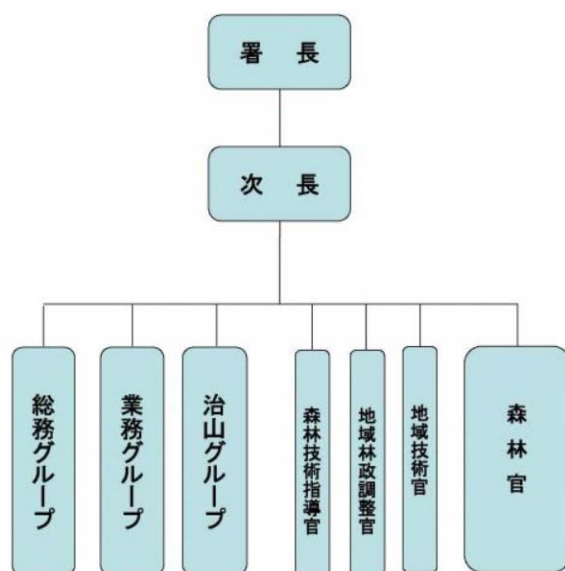 署　長
次　長
総務グループ
業務グループ
治山グループ
森林技術指導官
地域林政調整官
地域技術官
森林官